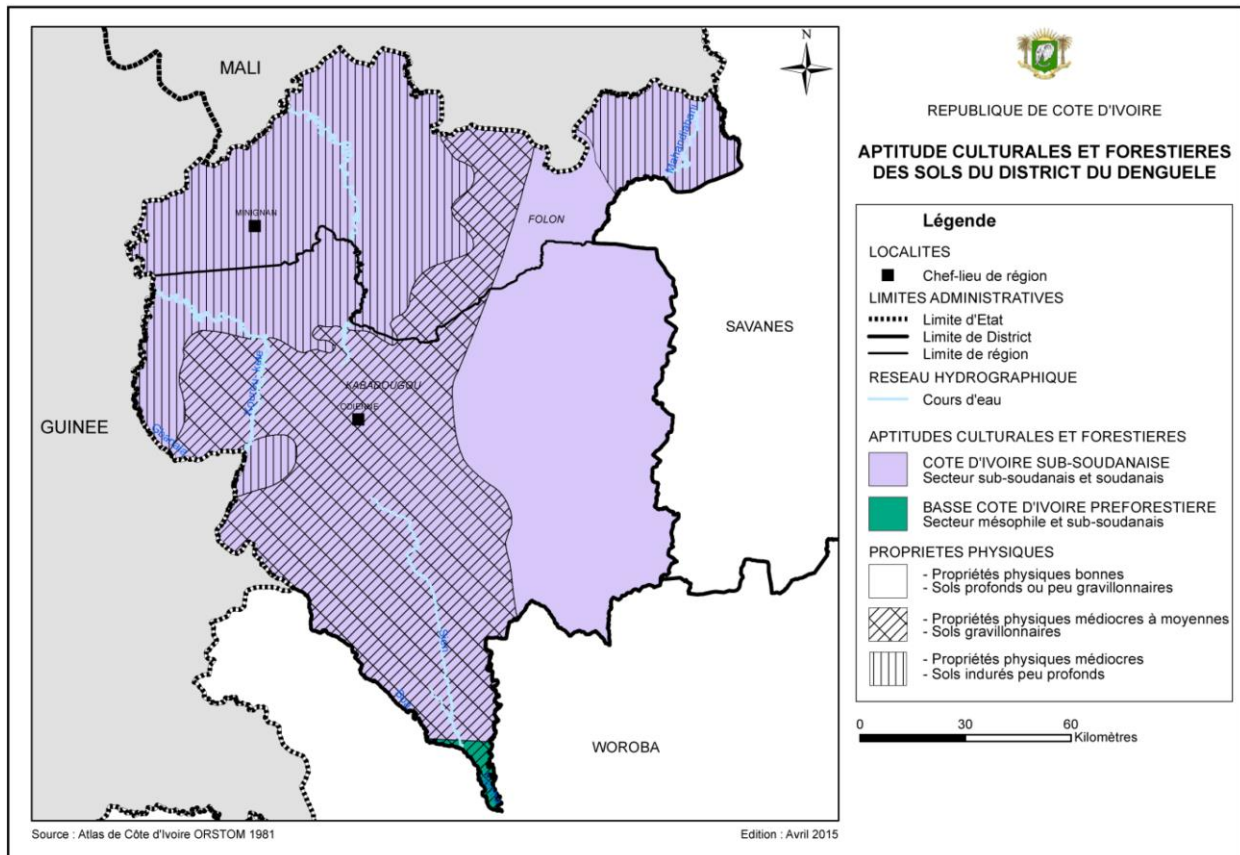 MALI
N
GUINEE
MINIGNAN
FOLON
KABADOUGOU
ODIENNE
SAVANES
WOROBA
Source : Atlas de Côte d'Ivoire ORSTOM 1981
Edition : Avril 2015
REPUBLIQUE DE COTE D'IVOIRE
APTITUDE CULTURALES ET FORESTIERES
DES SOLS DU DISTRICT DU DENGUELE
Légende
LOCALITES
Chef-lieu de région
LIMITES ADMINISTRATIVES
Limite d'Etat
Limite de District
Limite de région
RESEAU HYDROGRAPHIQUE
Cours d'eau
APTITUDES CULTURALES ET FORESTIERES
COTE D'IVOIRE SUB-SOUDANAISE
Secteur sub-soudanais et soudanais
BASSE COTE D'IVOIRE PREFORESTIERE
Secteur mésophile et sub-soudanais
PROPRIETES PHYSIQUES
- Propriétés physiques bonnes
- Sols profonds ou peu gravillonnaires
- Propriétés physiques médiocres à moyennes
- Sols gravillonnaires
- Propriétés physiques médiocres
- Sols indurés peu profonds
0 30 60
Kilomètres